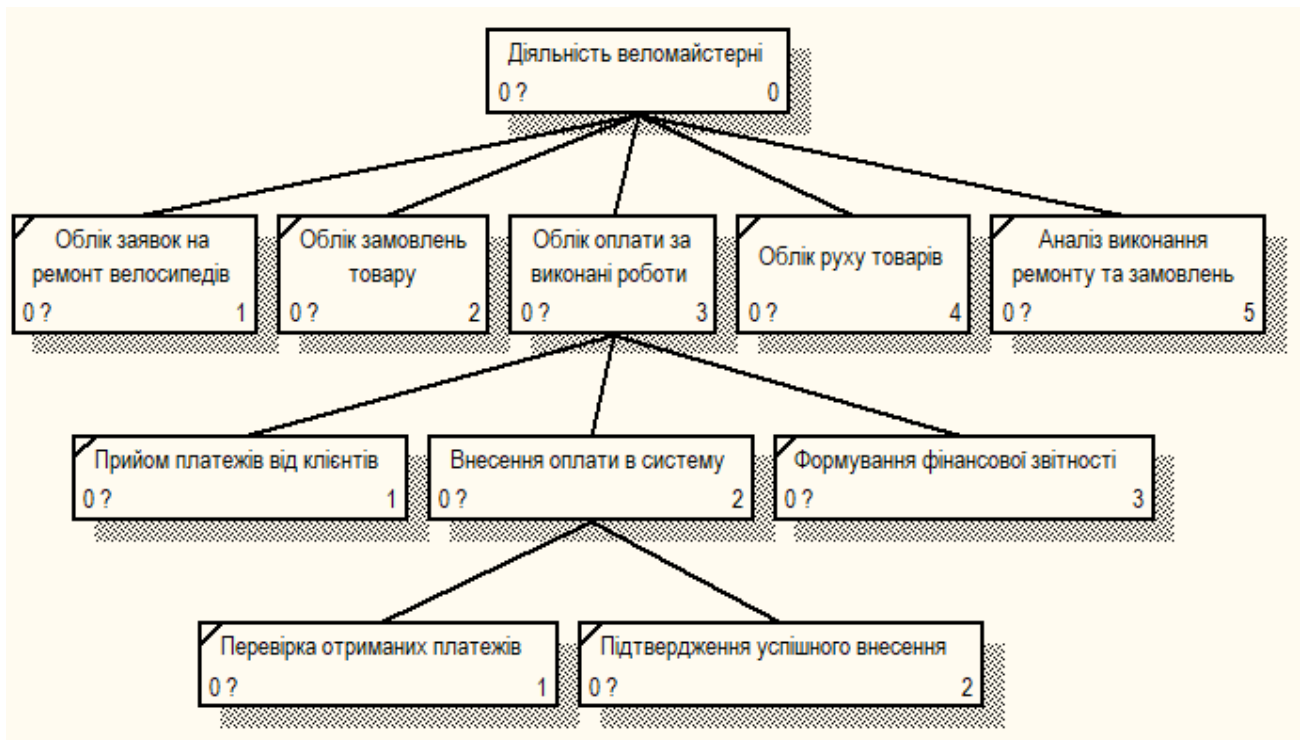 Діяльність веломайстерні
0 ? 0
Облік заявок на
ремонт велосипедів
0 ? 1
Облік замовлень
товару
0 ? 2
Облік оплати за
виконані роботи
0 ? 3
Облік руху товарів
0 ? 4
Аналіз виконання
ремонту та замовлень
0 ? 5
Прийом платежів від клієнтів
0 ? 1
Внесення оплати в систему
0 ? 2
Формування фінансової звітності
0 ? 3
Перевірка отриманих платежів
0 ? 1
Підтвердження успішного внесення
0 ? 2